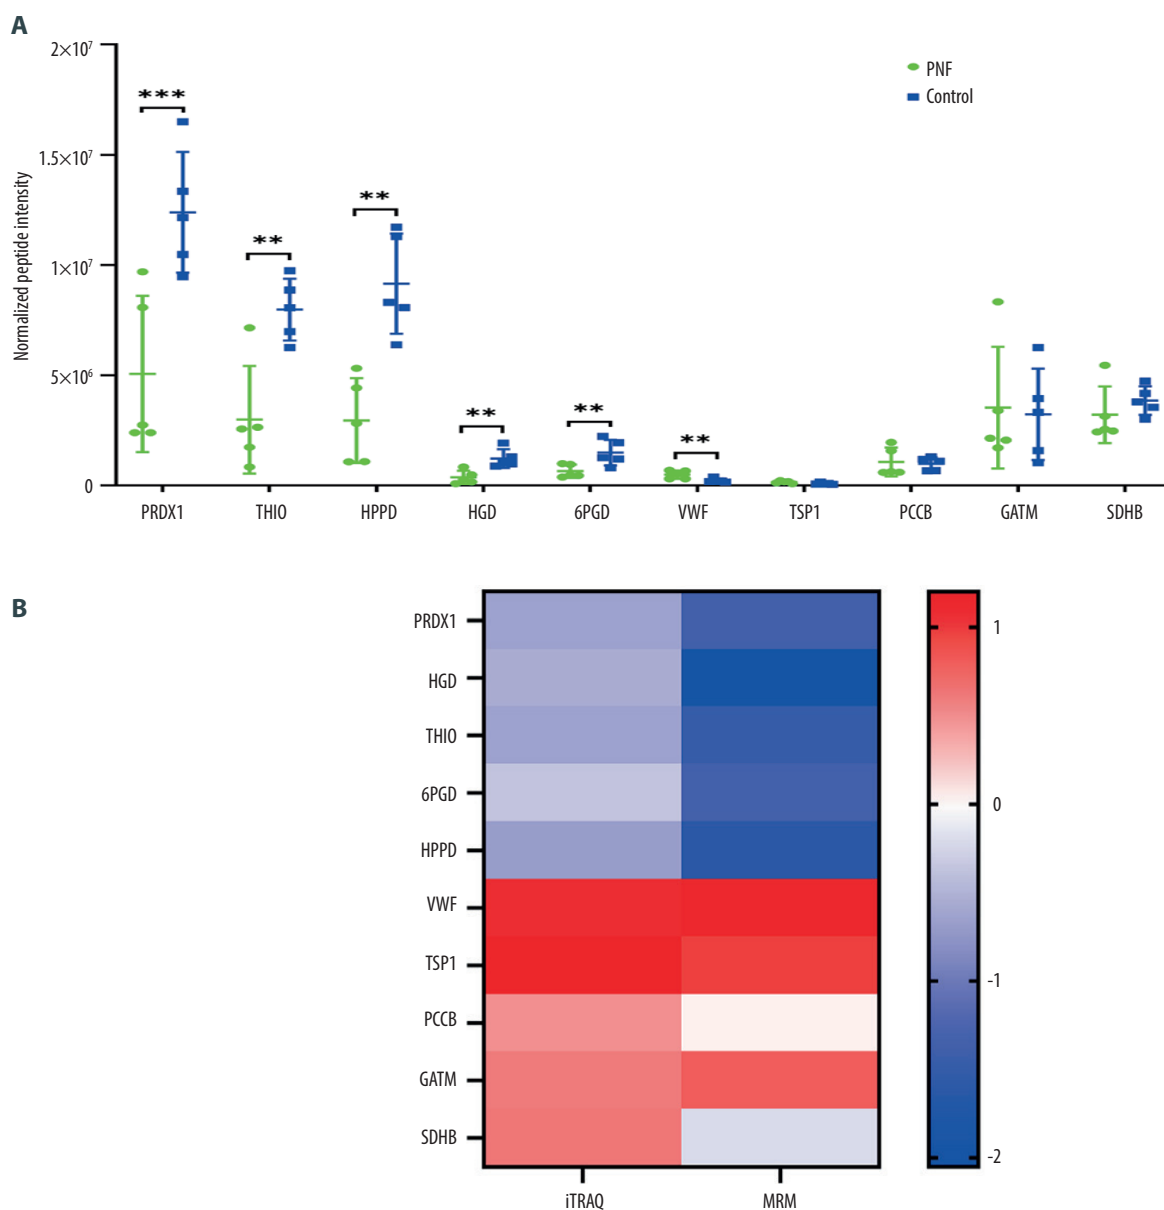 A
Normalized peptide intensity
2×10⁷
1.5×10⁷
1×10⁷
5×10⁶
0
***
**
**
**
**
**
PNF
Control
PRDX1 THIO HPPD HGD 6PGD VWF TSP1 PCCB GATM SDHB
B
PRDX1
HGD
THIO
6PGD
HPPD
VWF
TSP1
PCCB
GATM
SDHB
iTRAQ MRM
1
0
-1
-2